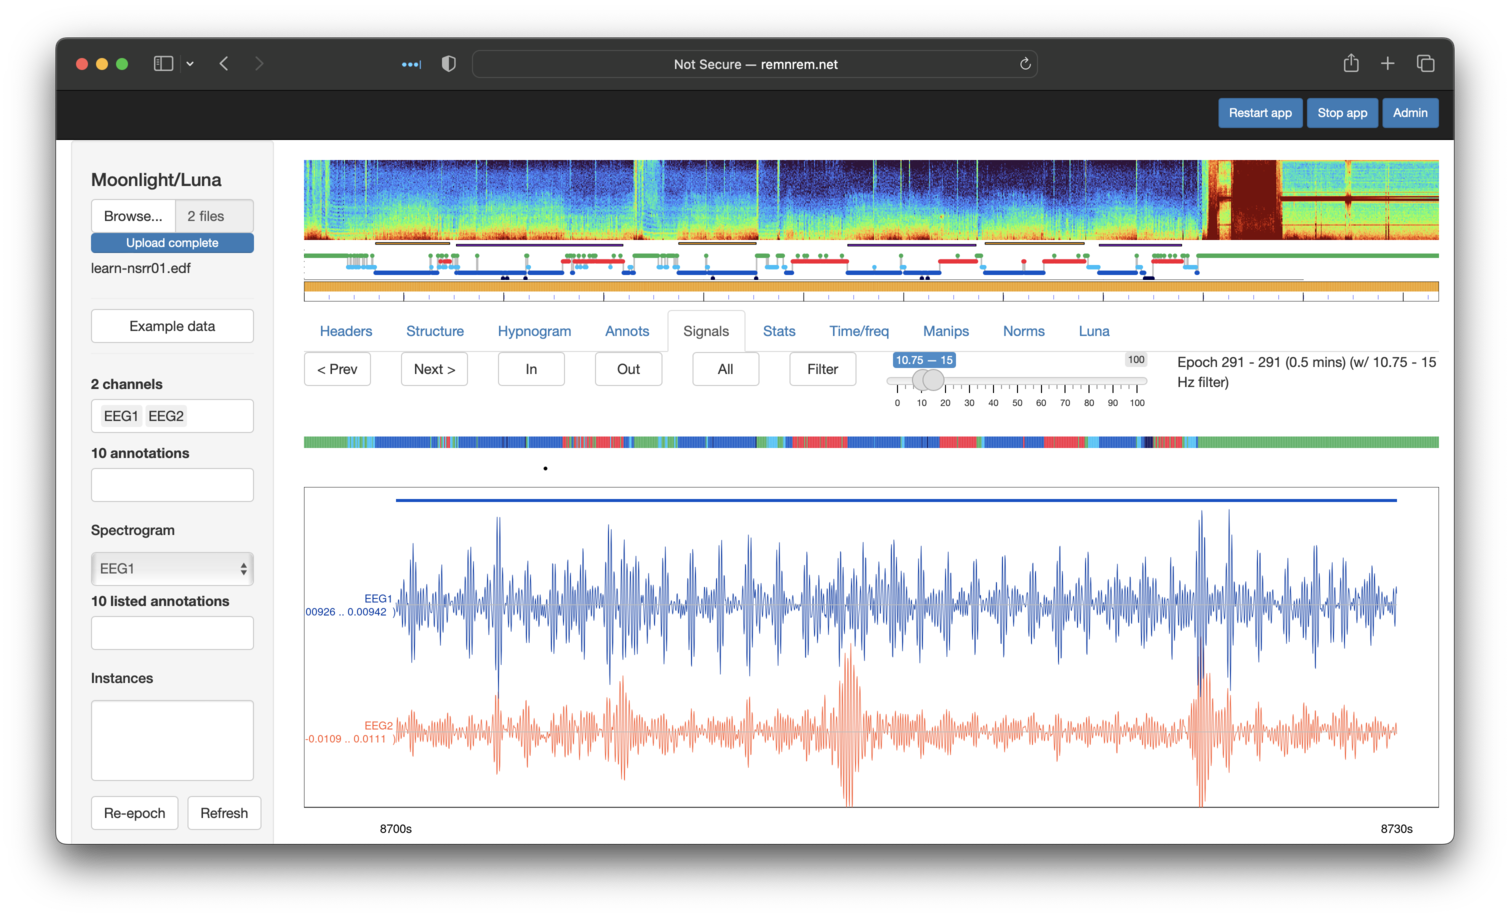 Not Secure — remnrem.net
Restart app
Stop app
Admin
Moonlight/Luna
Browse...
2 files
Upload complete
learn-nsrr01.edf
Example data
2 channels
EEG1 EEG2
10 annotations
Spectrogram
EEG1
10 listed annotations
Instances
Re-epoch
Refresh
Headers
Structure
Hypnogram
Annots
Signals
Stats
Time/freq
Manips
Norms
Luna
< Prev
Next >
In
Out
All
Filter
10.75 — 15
100
0 10 20 30 40 50 60 70 80 90 100
Epoch 291 - 291 (0.5 mins) (w/ 10.75 - 15
Hz filter)
EEG1
00926 .. 0.00942
EEG2
-0.0109 .. 0.0111
8700s
8730s